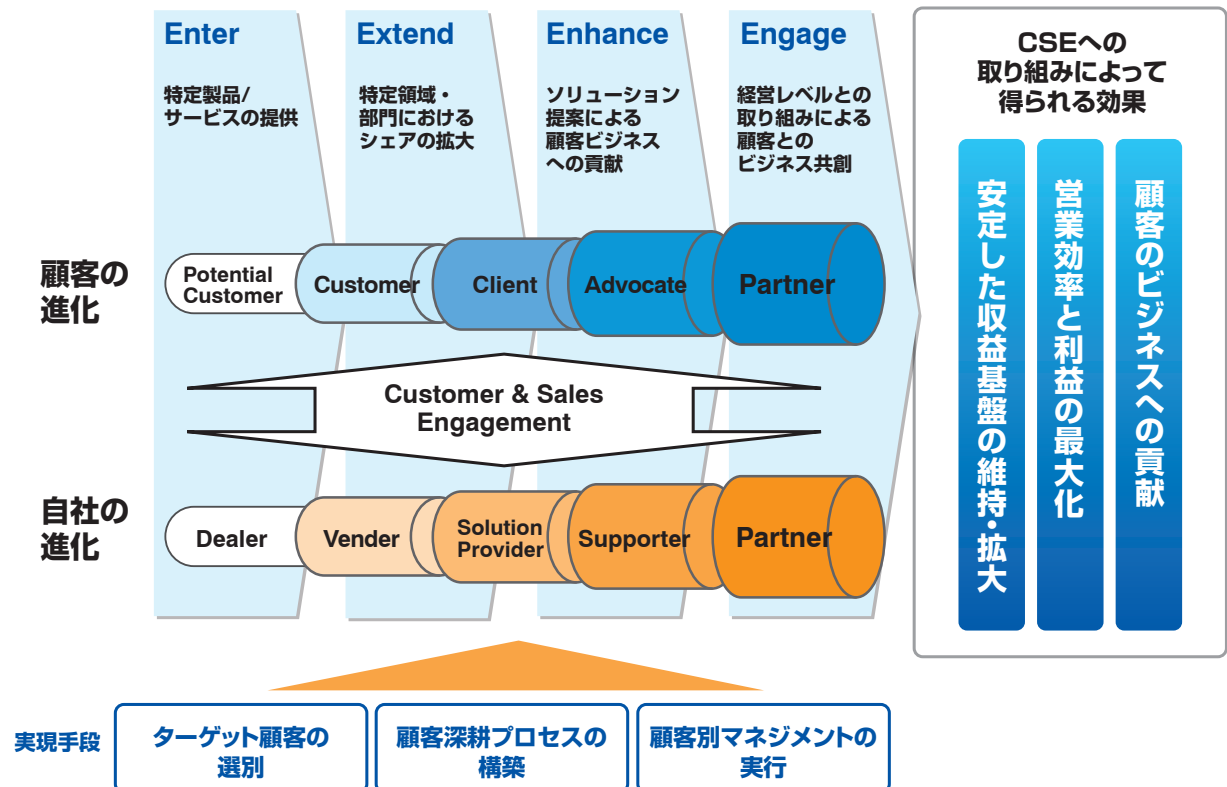 Enter
特定製品/
サービスの提供
Extend
特定領域・
部門における
シェアの拡大
Enhance
ソリューション
提案による
顧客ビジネス
への貢献
Engage
経営レベルとの
取り組みによる
顧客との
ビジネス共創
顧客の
進化
Potential
Customer
Customer
Client
Advocate
Partner
Customer & Sales
Engagement
自社の
進化
Dealer
Vender
Solution
Provider
Supporter
Partner
CSEへの
取り組みによって
得られる効果
安定した収益基盤の維持・拡大
営業効率と利益の最大化
顧客のビジネスへの貢献
実現手段
ターゲット顧客の
選別
顧客深耕プロセスの
構築
顧客別マネジメントの
実行